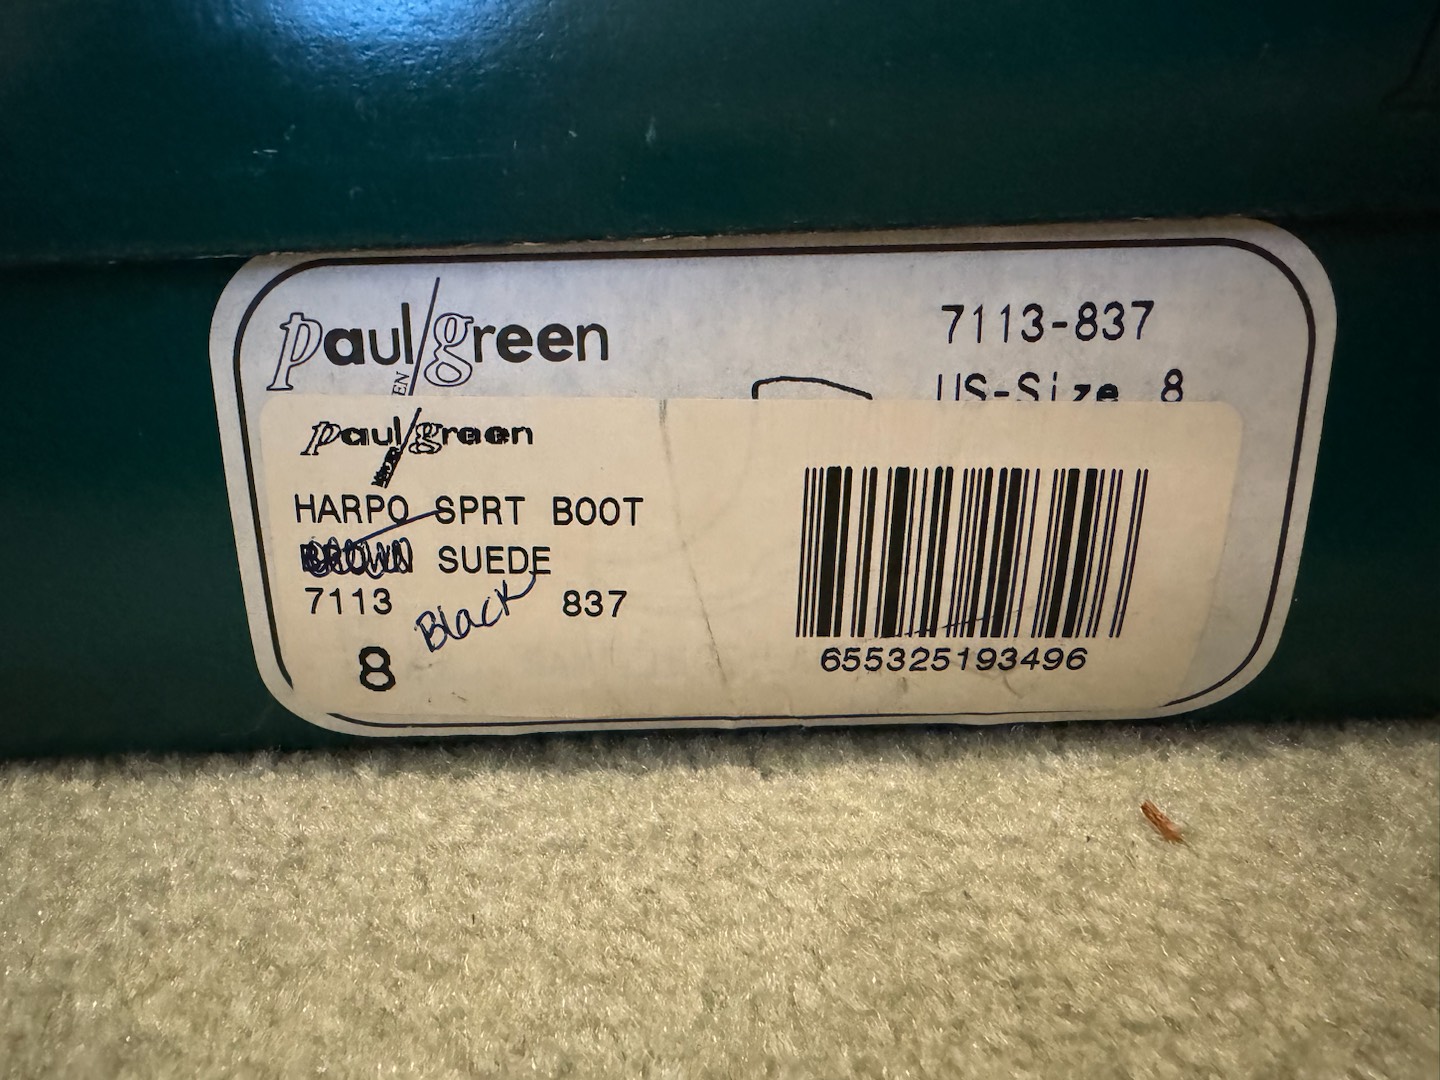 paul/green
EN
7113-837
US-Size 8
paul/green
HARPO SPRT BOOT
BROWN SUEDE
Black
7113 837
8
655325193496